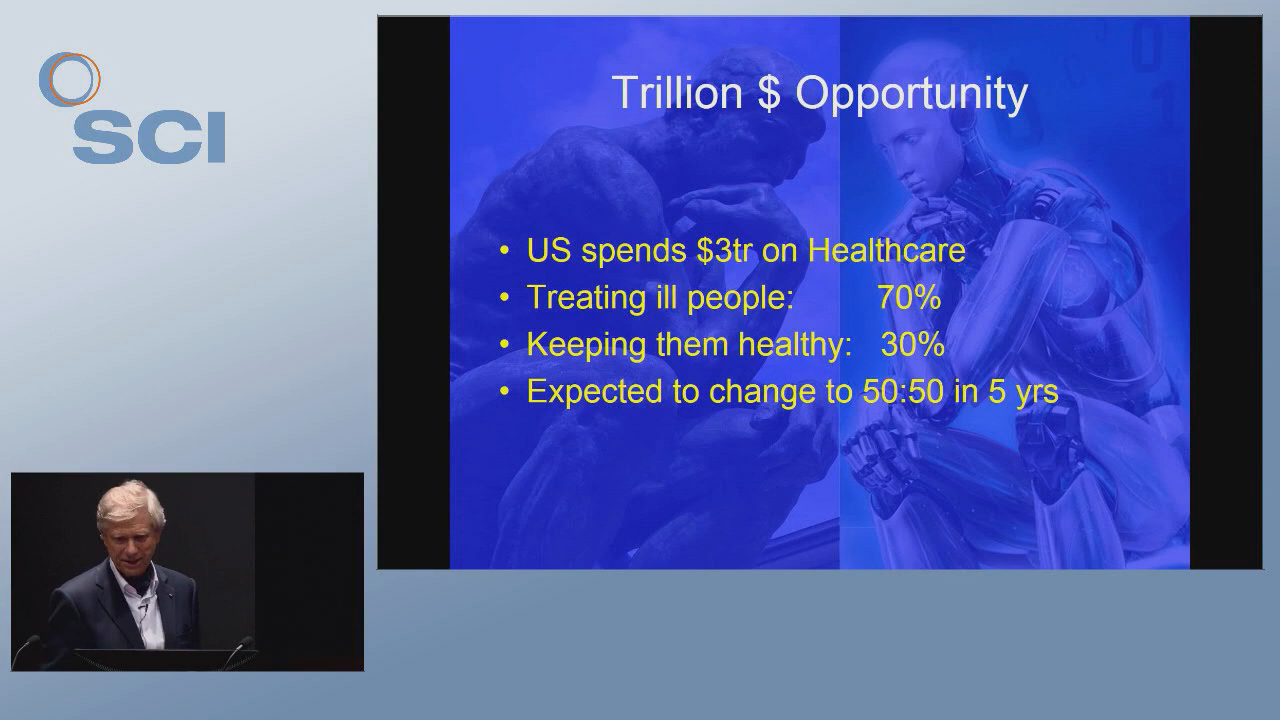 SCI
Trillion $ Opportunity
• US spends $3tr on Healthcare
• Treating ill people: 70%
• Keeping them healthy: 30%
• Expected to change to 50:50 in 5 yrs